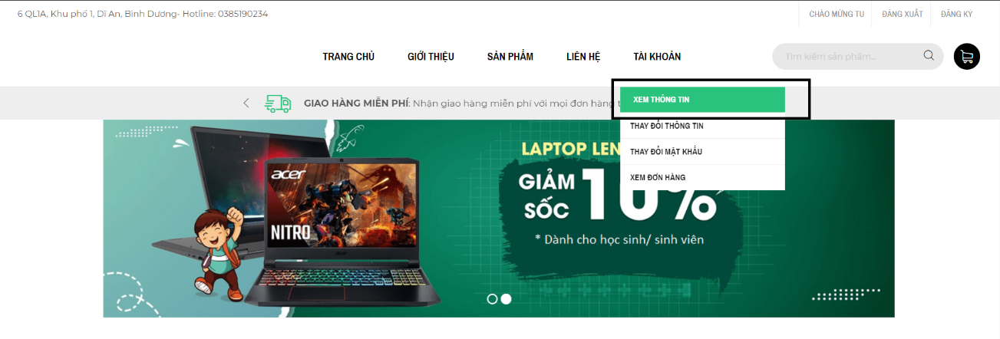 6 QL1A, Khu phố 1, Dĩ An, Bình Dương- Hotline: 0385190234
CHÀO MỪNG TU
ĐĂNG XUẤT
ĐĂNG KÝ
TRANG CHỦ
GIỚI THIỆU
SẢN PHẨM
LIÊN HỆ
TÀI KHOẢN
Tìm kiếm sản phẩm...
GIAO HÀNG MIỄN PHÍ: Nhận giao hàng miễn phí với mọi đơn hàng
XEM THÔNG TIN
THAY ĐỔI THÔNG TIN
THAY ĐỔI MẬT KHẨU
XEM ĐƠN HÀNG
LAPTOP LEN
GIẢM
SỐC
10%
* Dành cho học sinh/ sinh viên
acer
NITRO
acer